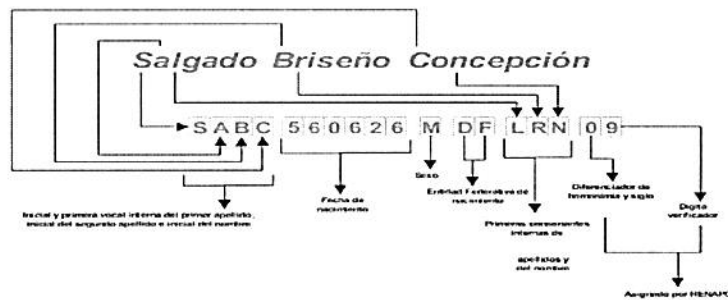 Salgado Briseño Concepción
SABC 560626 M DF LRN 09
Sexo
Fecha de
nacimiento
Entidad Federativa de
nacimiento
Diferenciador de
homonimia y siglo
Inicial y primera vocal interna del primer apellido,
inicial del segundo apellido e inicial del nombre
Primeras consonantes
internas de
apellidos y
del nombre
Digito
verificador
Asignado por RENAPO